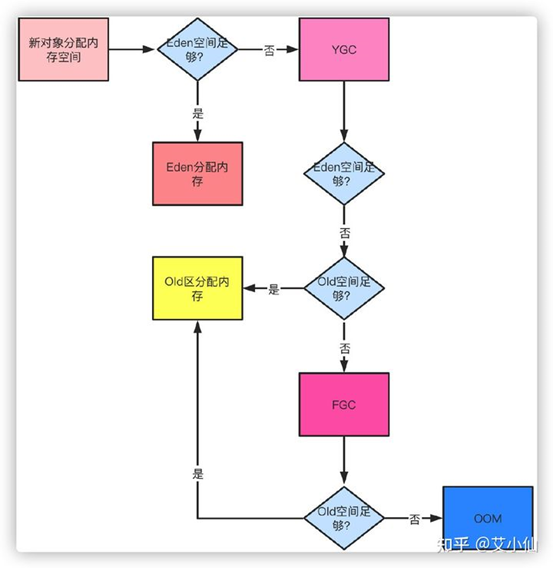 新对象分配内
存空间
Eden空间足
够?
否
YGC
是
Eden分配内
存
Eden空间足
够?
否
Old区分配内
存
是
Old空间足
够?
否
FGC
是
Old空间足
够?
否
OOM
知乎 @艾小仙